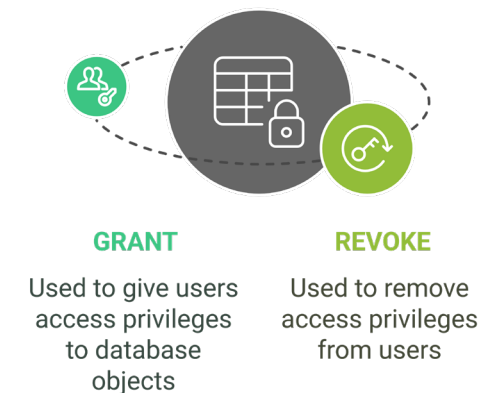 GRANT
Used to give users
access privileges
to database
objects
REVOKE
Used to remove
access privileges
from users